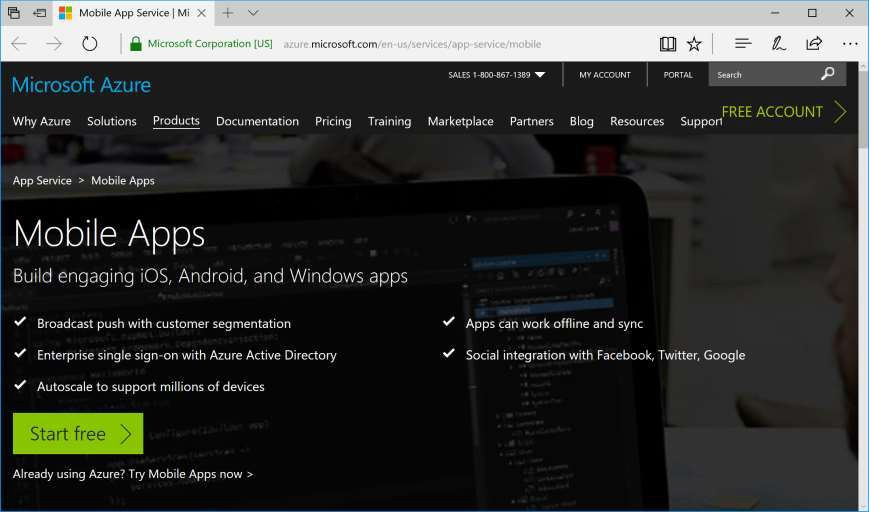 Mobile App Service | Mi
Microsoft Corporation [US] azure.microsoft.com/en-us/services/app-service/mobile
SALES 1-800-867-1389 MY ACCOUNT PORTAL Search
Microsoft Azure
FREE ACCOUNT
Why Azure Solutions Products Documentation Pricing Training Marketplace Partners Blog Resources Support
App Service > Mobile Apps
Mobile Apps
Build engaging iOS, Android, and Windows apps
Broadcast push with customer segmentation
Apps can work offline and sync
Enterprise single sign-on with Azure Active Directory
Social integration with Facebook, Twitter, Google
Autoscale to support millions of devices
Start free
Already using Azure? Try Mobile Apps now >